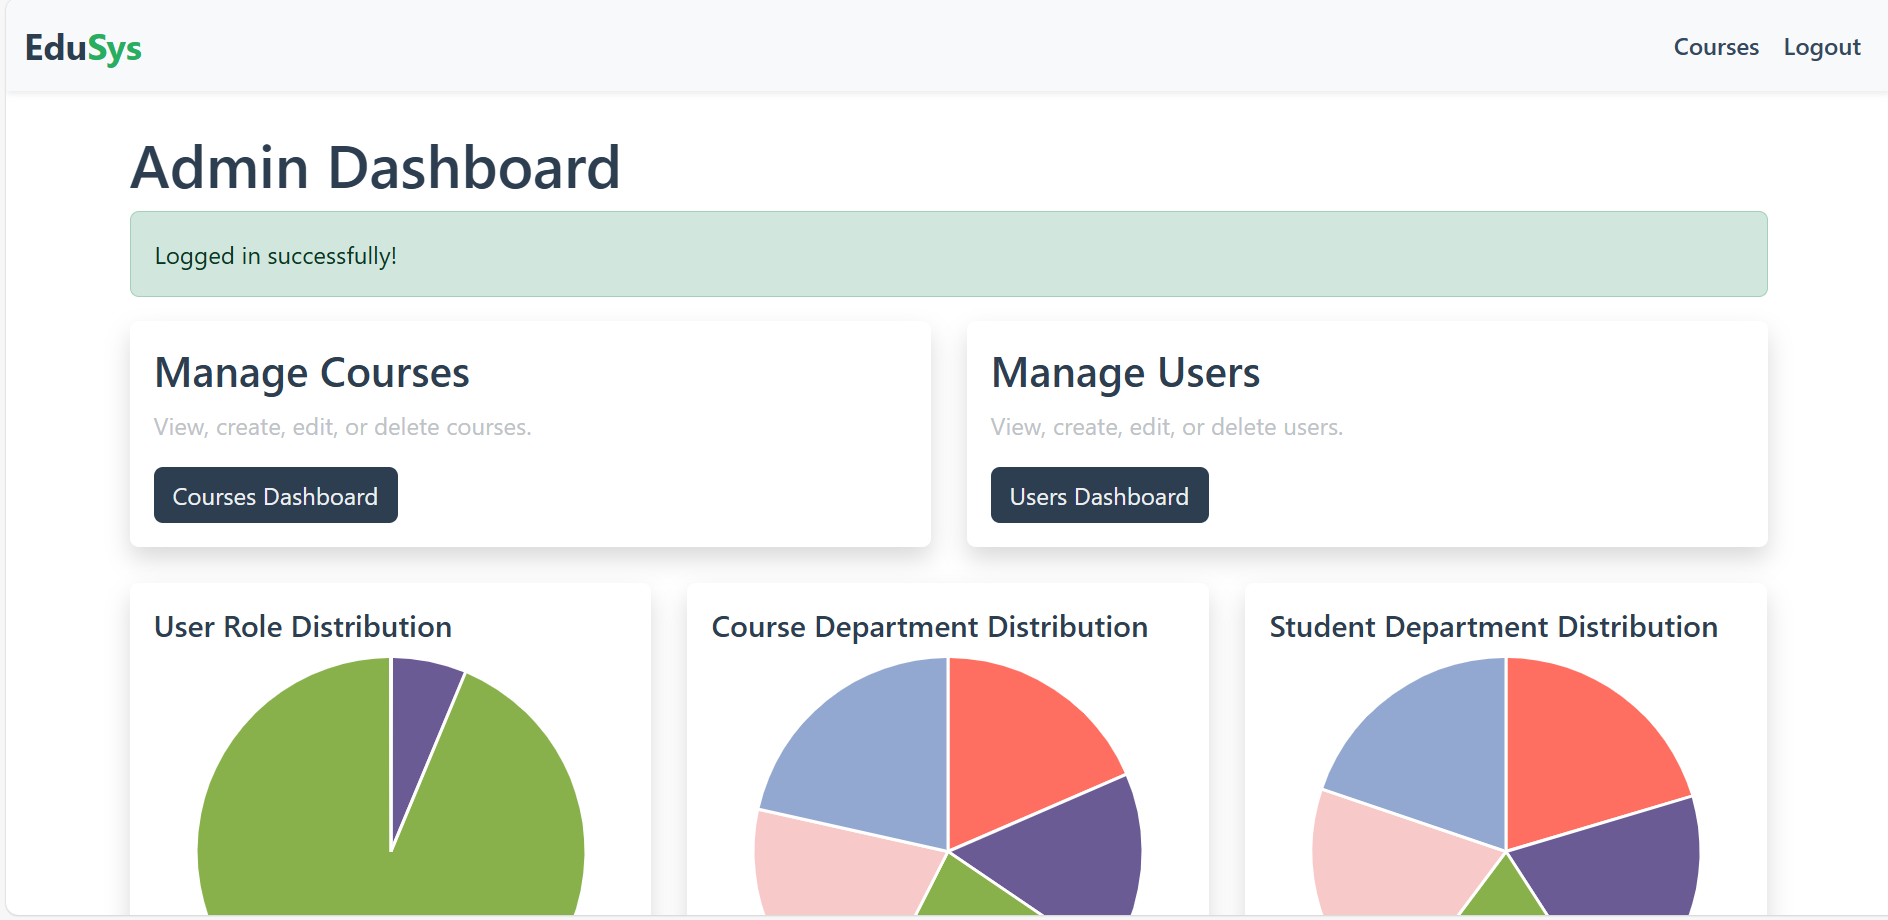 EduSys
Courses Logout
Admin Dashboard
Logged in successfully!
Manage Courses
View, create, edit, or delete courses.
Courses Dashboard
Manage Users
View, create, edit, or delete users.
Users Dashboard
User Role Distribution
Course Department Distribution
Student Department Distribution